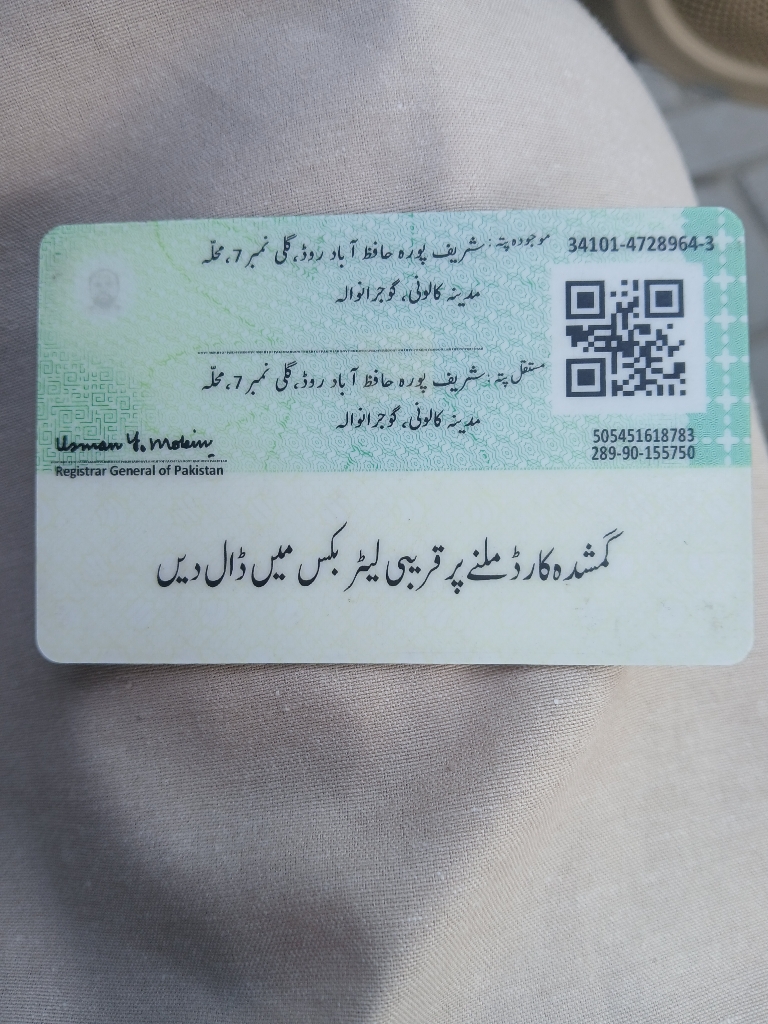 34101-4728964-3
موجودہ پتہ: شریف پورہ حافظ آباد روڈ، گلی نمبر 7، محلّہ
مدینہ کالونی، گوجرانوالہ
مستقل پتہ: شریف پورہ حافظ آباد روڈ، گلی نمبر 7، محلّہ
مدینہ کالونی، گوجرانوالہ
505451618783
289-90-155750
Usman Y. Mobin
Registrar General of Pakistan
گمشدہ کارڈ ملنے پر قریبی لیٹر بکس میں ڈال دیں